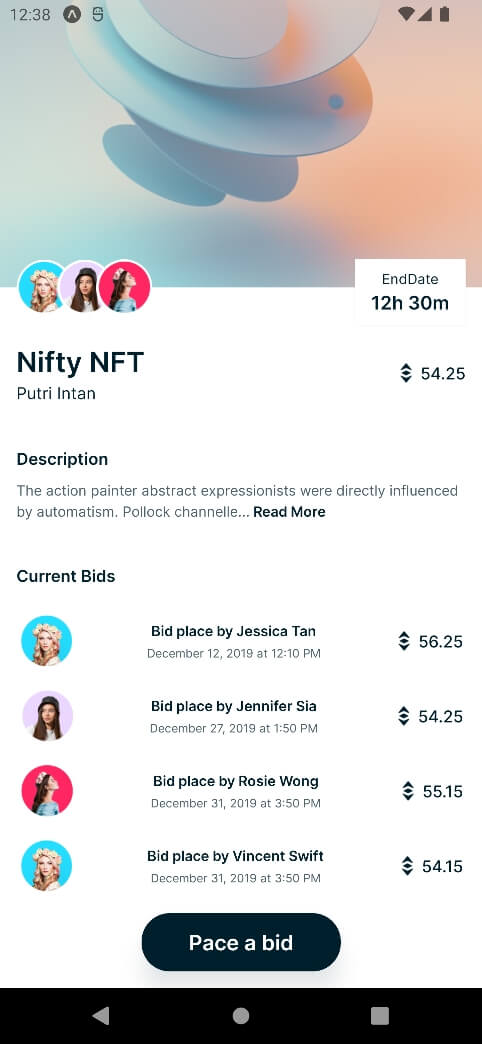 12:38
EndDate
12h 30m
Nifty NFT
54.25
Putri Intan
Description
The action painter abstract expressionists were directly influenced
by automatism. Pollock channelle... Read More
Current Bids
Bid place by Jessica Tan
December 12, 2019 at 12:10 PM
56.25
Bid place by Jennifer Sia
December 27, 2019 at 1:50 PM
54.25
Bid place by Rosie Wong
December 31, 2019 at 3:50 PM
55.15
Bid place by Vincent Swift
December 31, 2019 at 3:50 PM
54.15
Pace a bid